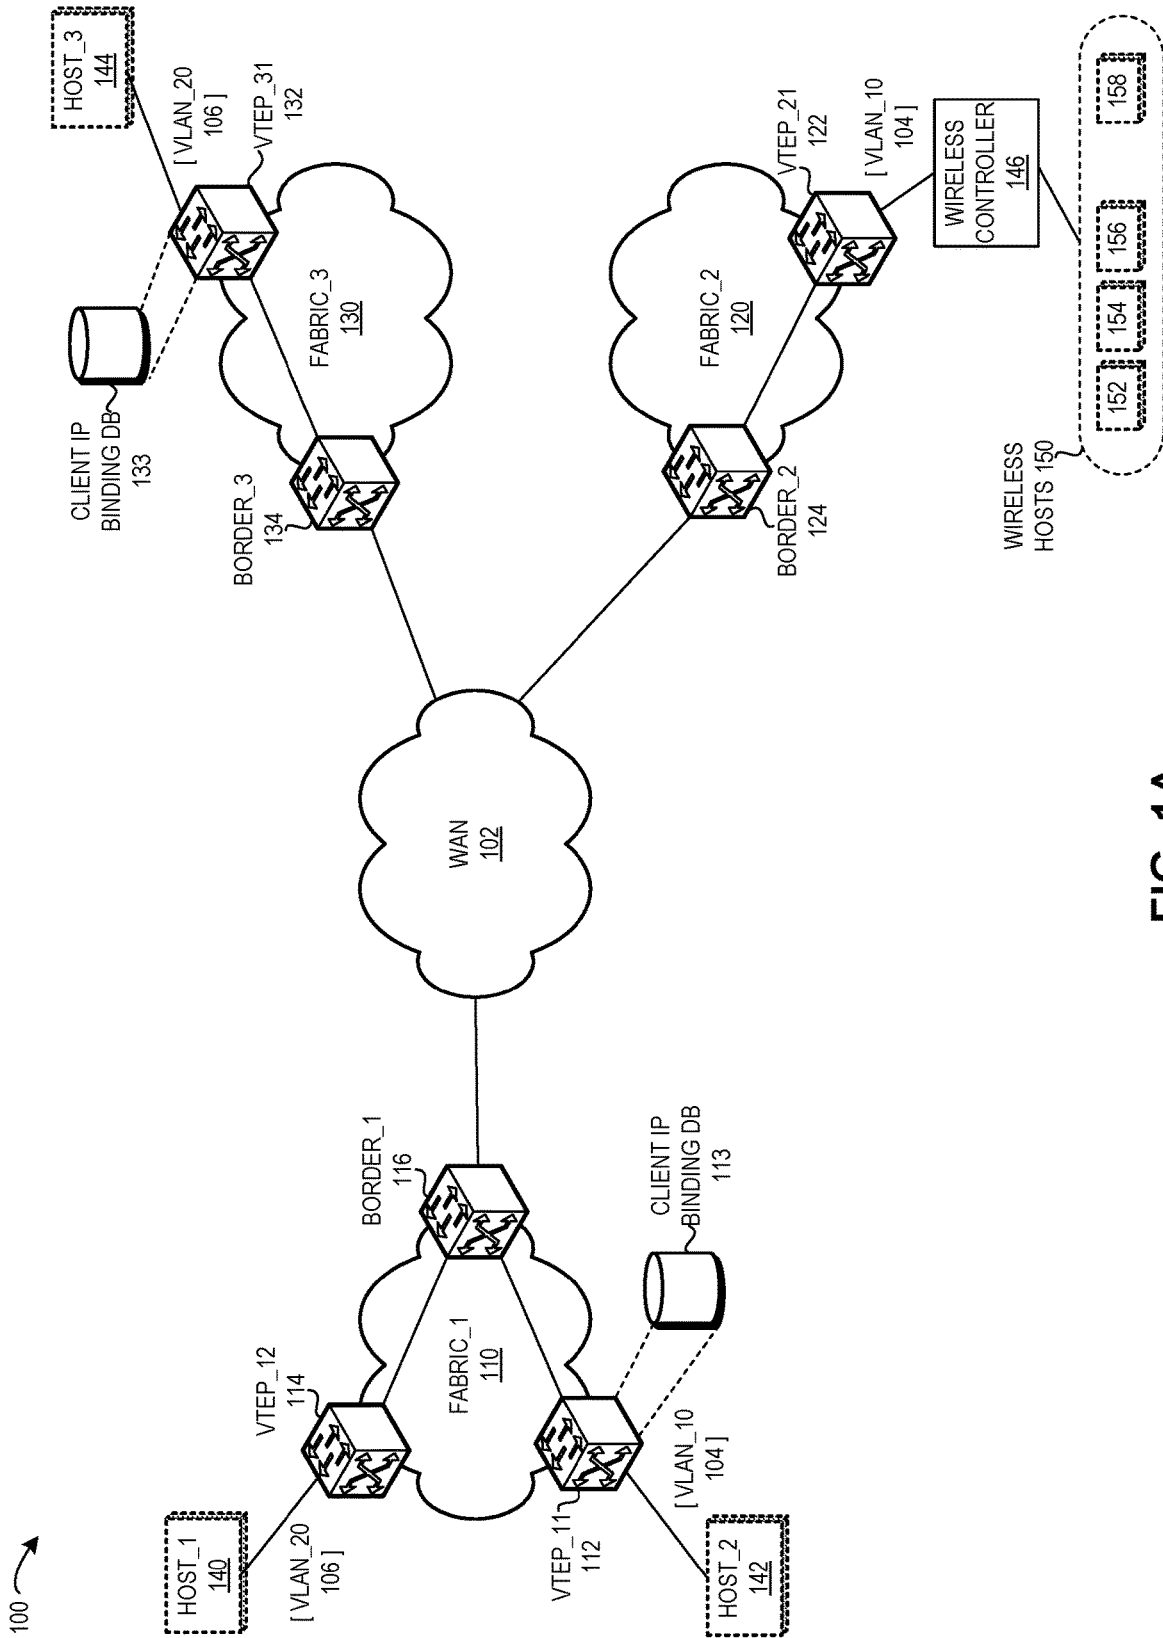 100
HOST_1
140
[ VLAN_20
106 ]
VTEP_12
114
FABRIC_1
110
VTEP_11
112
HOST_2
142
[ VLAN_10
104 ]
BORDER_1
116
CLIENT IP
BINDING DB
113
WAN
102
BORDER_3
134
CLIENT IP
BINDING DB
133
FABRIC_3
130
HOST_3
144
[ VLAN_20
106 ]
VTEP_31
132
BORDER_2
124
FABRIC_2
120
VTEP_21
122
[ VLAN_10
104 ]
WIRELESS
CONTROLLER
146
WIRELESS
HOSTS 150
152
154
156
158
FIG. 1A